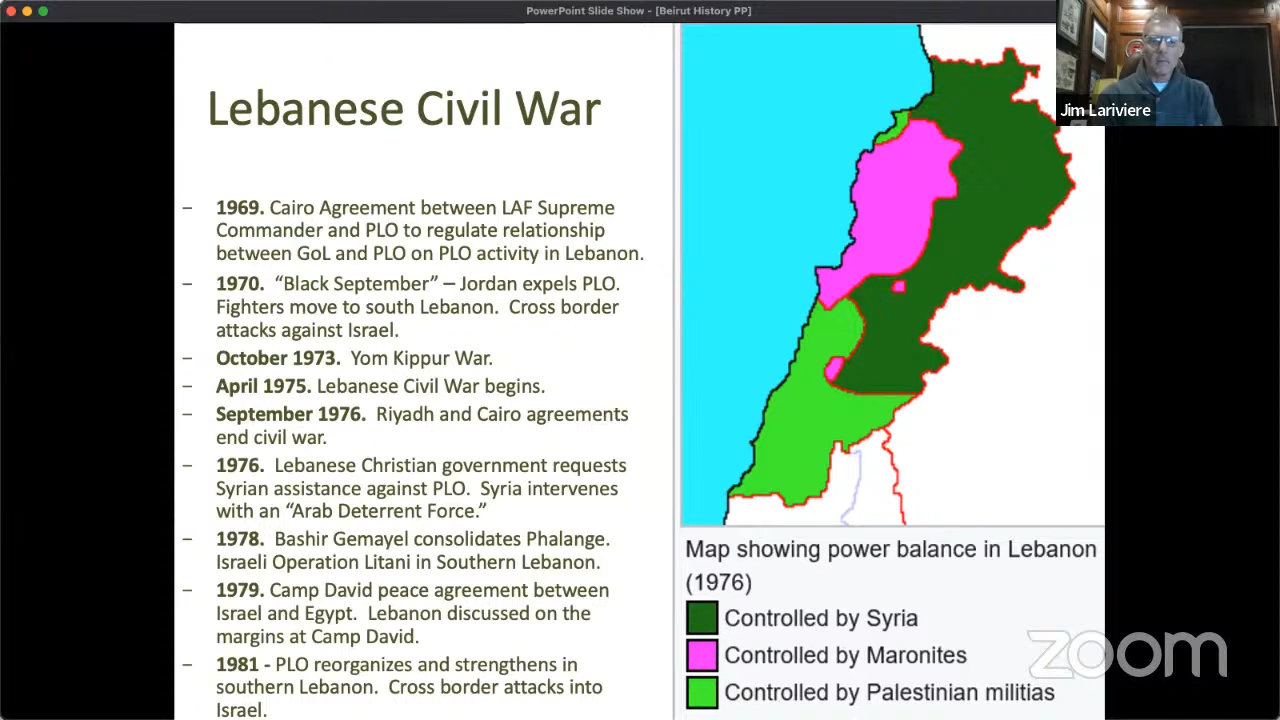 PowerPoint Slide Show - [Beirut History PP]
Lebanese Civil War
– 1969. Cairo Agreement between LAF Supreme
Commander and PLO to regulate relationship
between GoL and PLO on PLO activity in Lebanon.
– 1970. “Black September” – Jordan expels PLO.
Fighters move to south Lebanon. Cross border
attacks against Israel.
– October 1973. Yom Kippur War.
– April 1975. Lebanese Civil War begins.
– September 1976. Riyadh and Cairo agreements
end civil war.
– 1976. Lebanese Christian government requests
Syrian assistance against PLO. Syria intervenes
with an “Arab Deterrent Force.”
– 1978. Bashir Gemayel consolidates Phalange.
Israeli Operation Litani in Southern Lebanon.
– 1979. Camp David peace agreement between
Israel and Egypt. Lebanon discussed on the
margins at Camp David.
– 1981 - PLO reorganizes and strengthens in
southern Lebanon. Cross border attacks into
Israel.
Map showing power balance in Lebanon
(1976)
Controlled by Syria
Controlled by Maronites
Controlled by Palestinian militias
Jim Lariviere
zoom